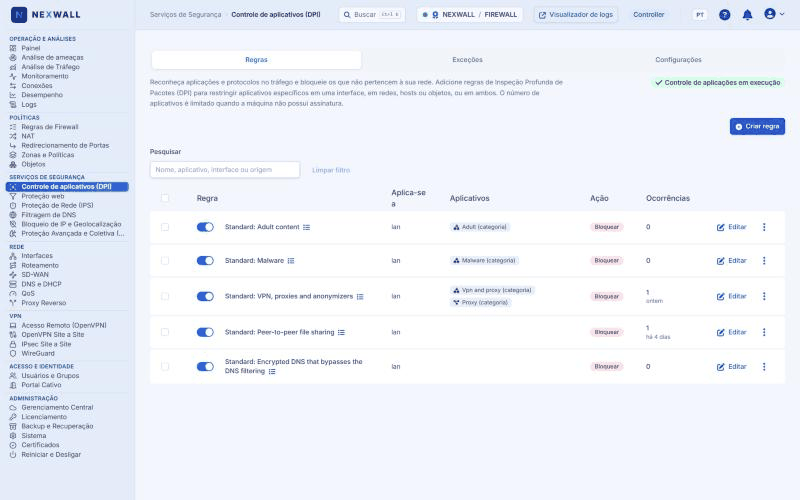 NEXWALL
Serviços de Segurança › Controle de aplicativos (DPI)
Buscar Ctrl K
NEXWALL / FIREWALL
Visualizador de logs
Controller
PT
OPERAÇÃO E ANÁLISES
Painel
Análise de ameaças
Análise de Tráfego
Monitoramento
Conexões
Desempenho
Logs
POLÍTICAS
Regras de Firewall
NAT
Redirecionamento de Portas
Zonas e Políticas
Objetos
SERVIÇOS DE SEGURANÇA
Controle de aplicativos (DPI)
Proteção web
Proteção de Rede (IPS)
Filtragem de DNS
Bloqueio de IP e Geolocalização
Proteção Avançada e Coletiva (...
REDE
Interfaces
Roteamento
SD-WAN
DNS e DHCP
QoS
Proxy Reverso
VPN
Acesso Remoto (OpenVPN)
OpenVPN Site a Site
IPsec Site a Site
WireGuard
ACESSO E IDENTIDADE
Usuários e Grupos
Portal Cativo
ADMINISTRAÇÃO
Gerenciamento Central
Licenciamento
Backup e Recuperação
Sistema
Certificados
Reiniciar e Desligar
Regras
Exceções
Configurações
Reconheça aplicações e protocolos no tráfego e bloqueie os que não pertencem à sua rede. Adicione regras de Inspeção Profunda de
Pacotes (DPI) para restringir aplicativos específicos em uma interface, em redes, hosts ou objetos, ou em ambos. O número de
aplicativos é limitado quando a máquina não possui assinatura.
Controle de aplicações em execução
Criar regra
Pesquisar
Nome, aplicativo, interface ou origem
Limpar filtro
Regra
Aplica-se
a
Aplicativos
Ação
Ocorrências
Standard: Adult content
lan
Adult (categoria)
Bloquear
0
Editar
Standard: Malware
lan
Malware (categoria)
Bloquear
0
Editar
Standard: VPN, proxies and anonymizers
lan
Vpn and proxy (categoria)
Proxy (categoria)
Bloquear
1
ontem
Editar
Standard: Peer-to-peer file sharing
lan
Bloquear
1
há 4 dias
Editar
Standard: Encrypted DNS that bypasses the
DNS filtering
lan
Bloquear
0
Editar